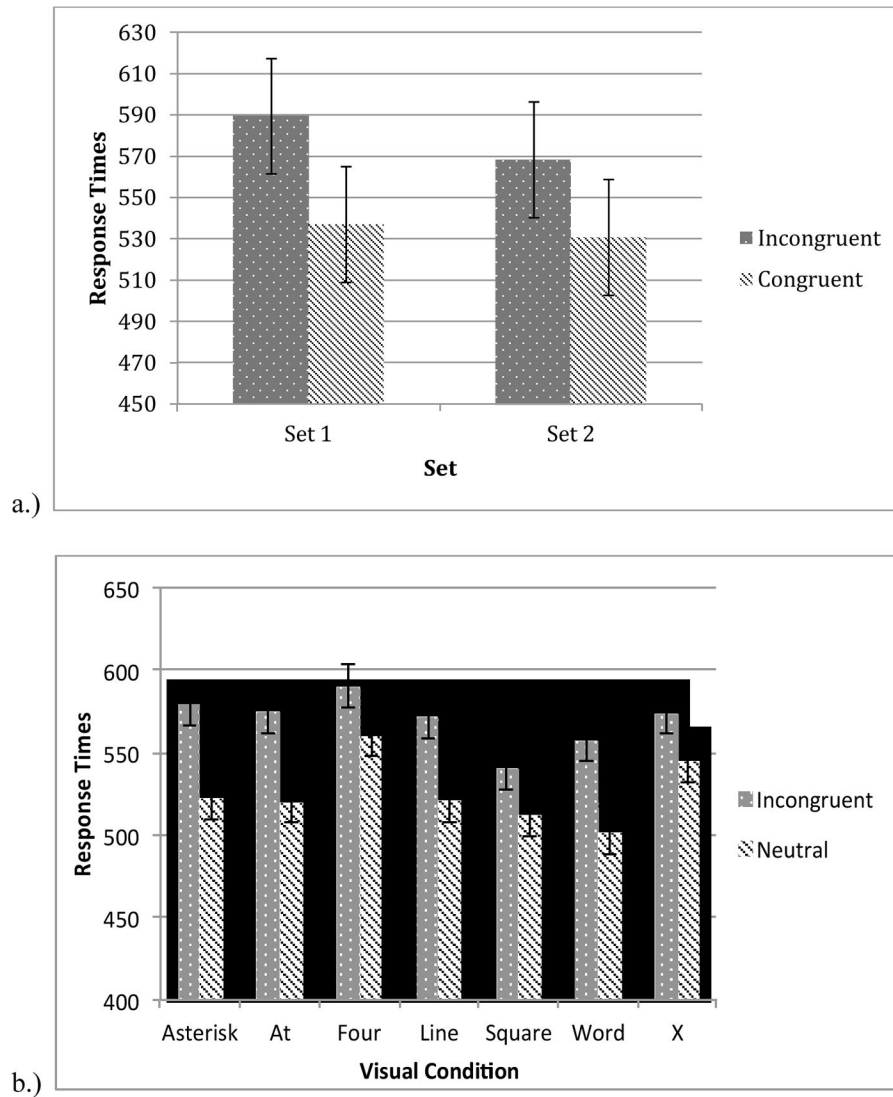 630
610
590
570
550
530
510
490
470
450
Response Times
Set 1 Set 2
Set
Incongruent
Congruent
a.)
650
600
550
500
450
400
Response Times
Asterisk At Four Line Square Word X
Visual Condition
Incongruent
Neutral
b.)